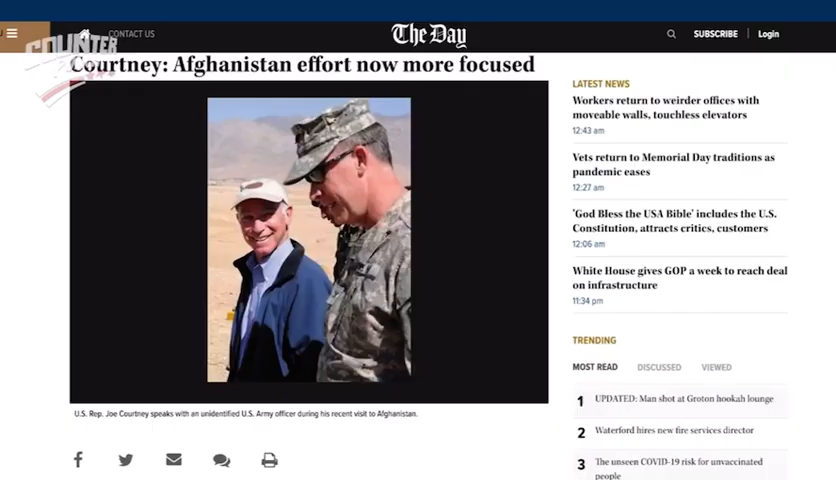 COUNTER
CONTACT US
The Day
SUBSCRIBE
Login
Courtney: Afghanistan effort now more focused
U.S. Rep. Joe Courtney speaks with an unidentified U.S. Army officer during his recent visit to Afghanistan.
LATEST NEWS
Workers return to weirder offices with
moveable walls, touchless elevators
12:43 am
Vets return to Memorial Day traditions as
pandemic eases
12:27 am
'God Bless the USA Bible' includes the U.S.
Constitution, attracts critics, customers
12:06 am
White House gives GOP a week to reach deal
on infrastructure
11:34 pm
TRENDING
MOST READ
DISCUSSED
VIEWED
1 UPDATED: Man shot at Groton hookah lounge
2 Waterford hires new fire services director
3 The unseen COVID-19 risk for unvaccinated
people